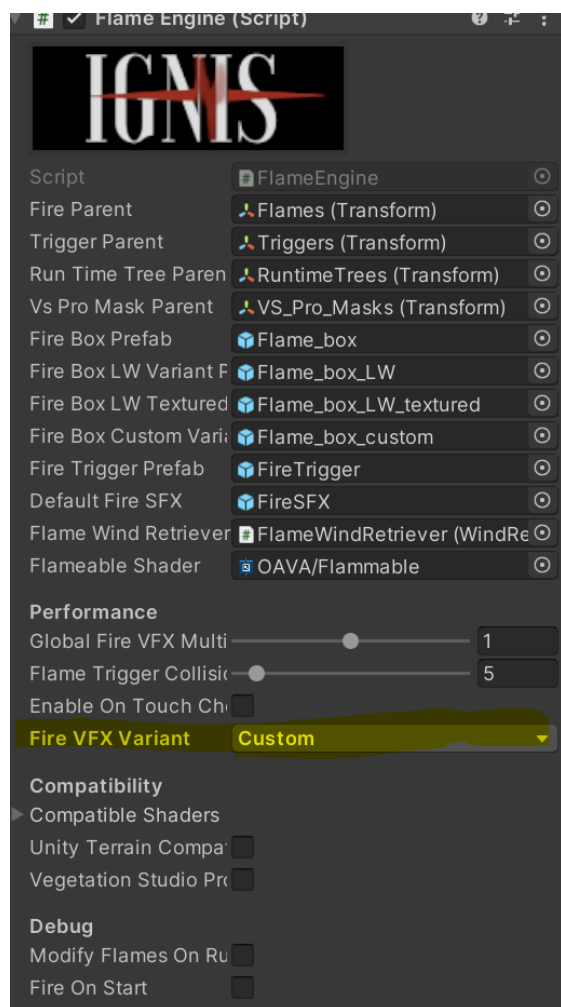 # Flame Engine (Script)
IGNIS
Script # FlameEngine
Fire Parent Flames (Transform)
Trigger Parent Triggers (Transform)
Run Time Tree Paren RuntimeTrees (Transform)
Vs Pro Mask Parent VS_Pro_Masks (Transform)
Fire Box Prefab Flame_box
Fire Box LW Variant P Flame_box_LW
Fire Box LW Textured Flame_box_LW_textured
Fire Box Custom Varia Flame_box_custom
Fire Trigger Prefab FireTrigger
Default Fire SFX FireSFX
Flame Wind Retriever # FlameWindRetriever (WindRe
Flameable Shader OAVA/Flammable
Performance
Global Fire VFX Multi 1
Flame Trigger Collisio 5
Enable On Touch Che
Fire VFX Variant Custom
Compatibility
Compatible Shaders
Unity Terrain Compat
Vegetation Studio Pro
Debug
Modify Flames On Ru
Fire On Start